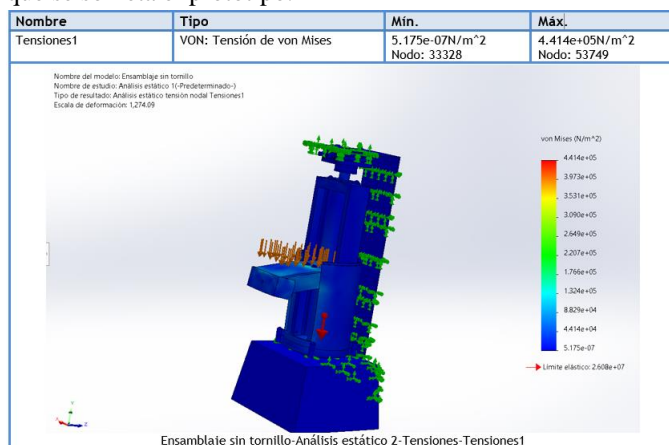 Nombre Tipo Mín. Máx.
Tensiones1 VON: Tensión de von Mises 5.175e-07N/m^2 4.414e+05N/m^2
Nodo: 33328 Nodo: 53749
Nombre del modelo: Ensamblaje sin tornillo
Nombre de estudio: Análisis estático 1(-Predeterminado-)
Tipo de resultado: Análisis estático tensión nodal Tensiones1
Escala de deformación: 1,274.09
von Mises (N/m^2)
4.414e+05
3.973e+05
3.531e+05
3.090e+05
2.649e+05
2.207e+05
1.766e+05
1.324e+05
8.829e+04
4.414e+04
5.175e-07
Límite elástico: 2.608e+07
Y
X
Z
Ensamblaje sin tornillo-Análisis estático 2-Tensiones-Tensiones1